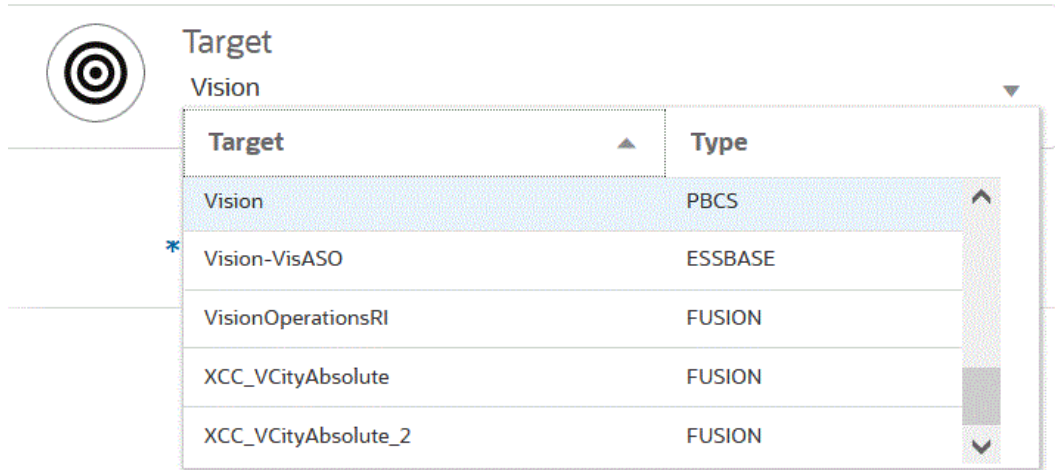 Target
Vision
Target Type
Vision PBCS
*
Vision-VisASO ESSBASE
VisionOperationsRI FUSION
XCC_VCityAbsolute FUSION
XCC_VCityAbsolute_2 FUSION